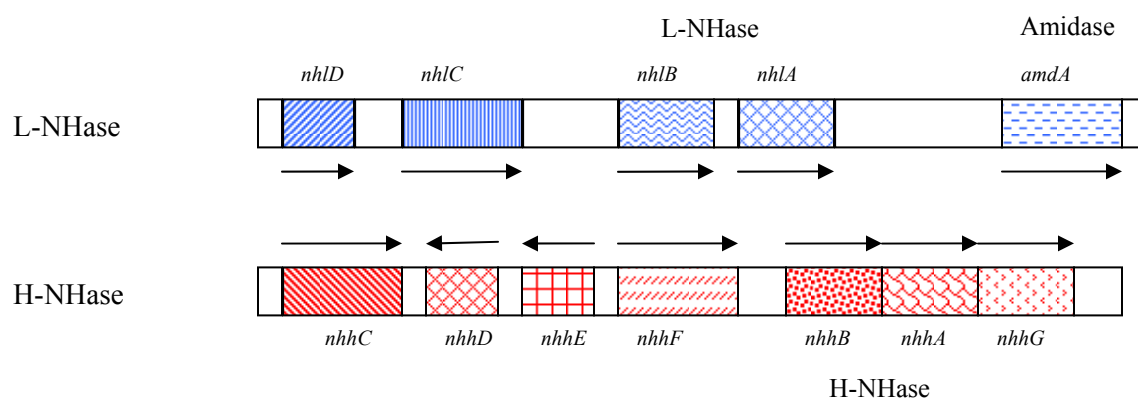 L-NHase Amidase
nhlD nhlC nhlB nhlA amdA
L-NHase
H-NHase
nhhC nhhD nhhE nhhF nhhB nhhA nhhG
H-NHase